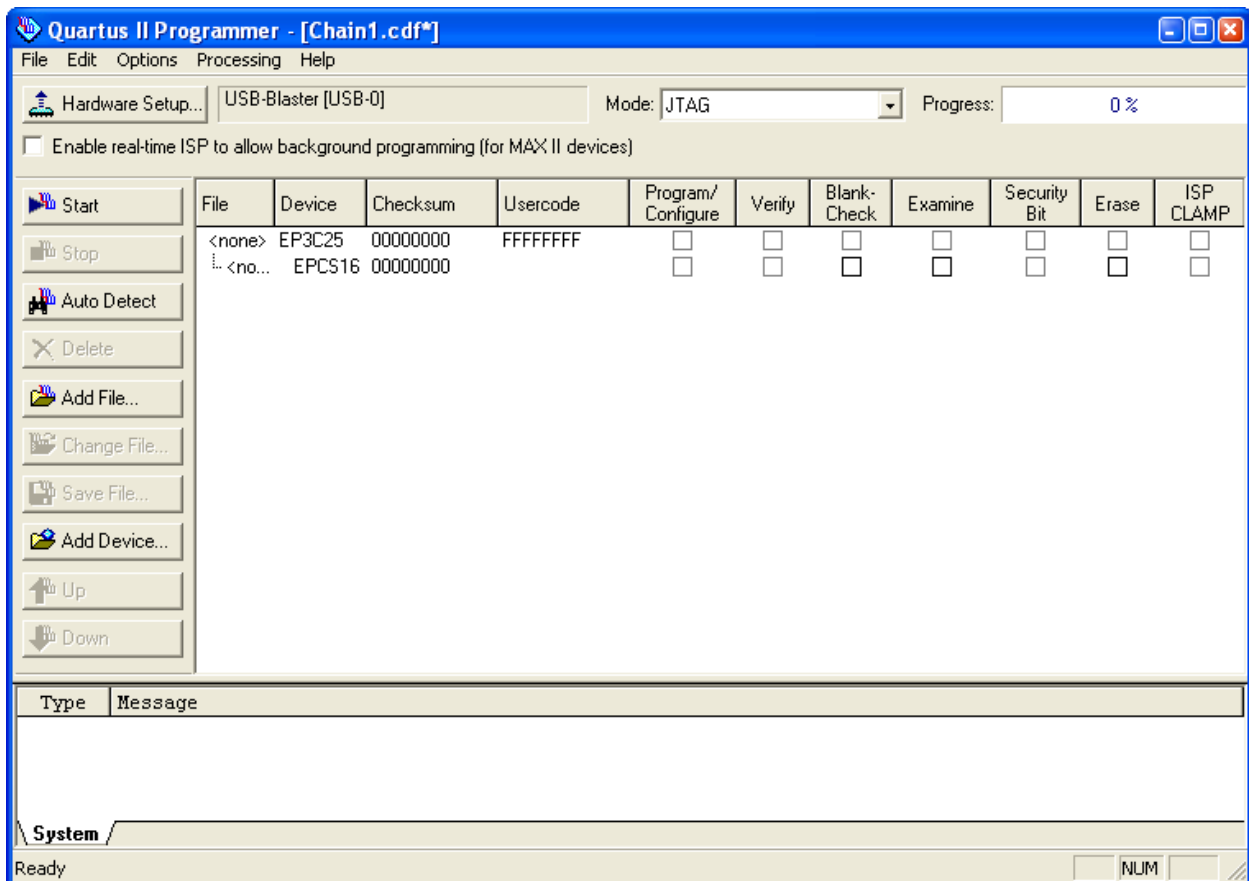 Quartus II Programmer - [Chain1.cdf*]
File Edit Options Processing Help
Hardware Setup... USB-Blaster [USB-0] Mode: JTAG Progress: 0 %
Enable real-time ISP to allow background programming (for MAX II devices)
Start
Stop
Auto Detect
Delete
Add File...
Change File...
Save File...
Add Device...
Up
Down
File Device Checksum Usercode Program/ Configure Verify Blank- Check Examine Security Bit Erase ISP CLAMP
<none> EP3C25 00000000 FFFFFFFF
<no... EPCS16 00000000
Type Message
System
Ready NUM